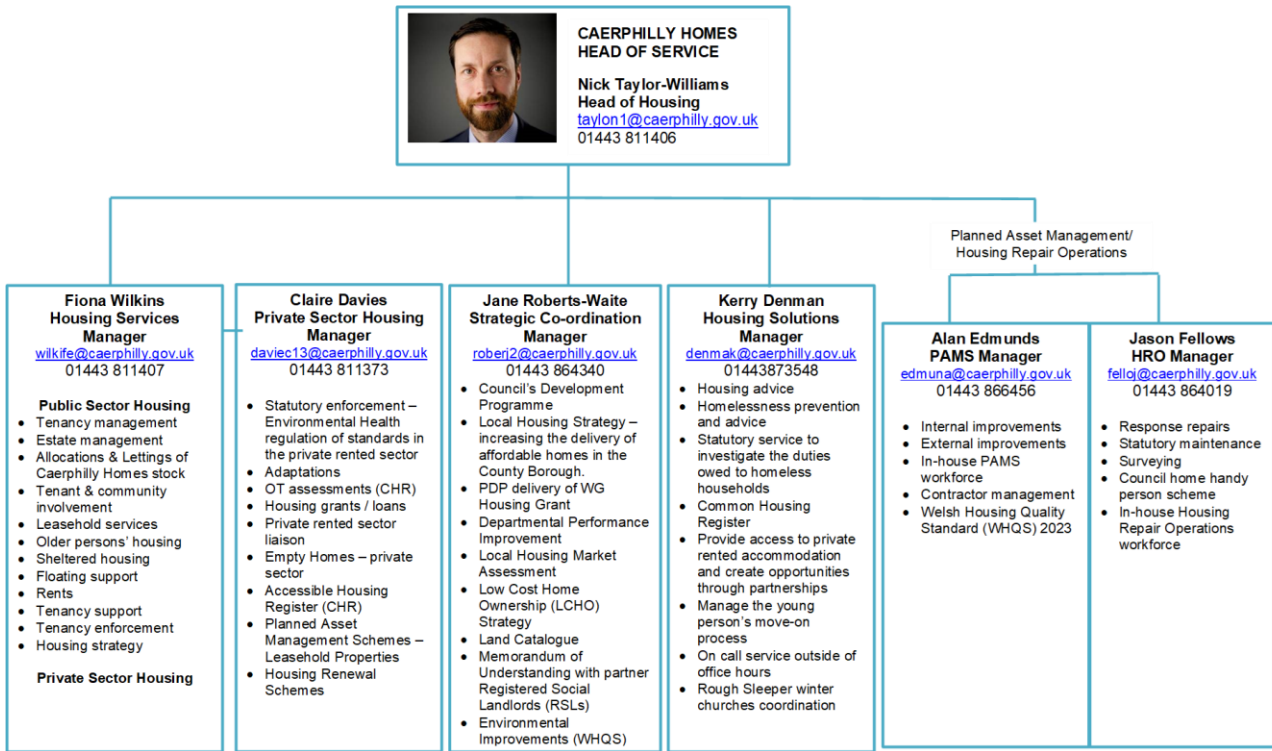 CAERPHILLY HOMES
HEAD OF SERVICE
Nick Taylor-Williams
Head of Housing
taylon1@caerphilly.gov.uk
01443 811406
Planned Asset Management/
Housing Repair Operations
Fiona Wilkins
Housing Services
Manager
wilkife@caerphilly.gov.uk
01443 811407
Public Sector Housing
• Tenancy management
• Estate management
• Allocations & Lettings of
Caerphilly Homes stock
• Tenant & community
involvement
• Leasehold services
• Older persons' housing
• Sheltered housing
• Floating support
• Rents
• Tenancy support
• Tenancy enforcement
• Housing strategy
Private Sector Housing
Claire Davies
Private Sector Housing
Manager
daviec13@caerphilly.gov.uk
01443 811373
• Statutory enforcement –
Environmental Health
regulation of standards in
the private rented sector
• Adaptations
• OT assessments (CHR)
• Housing grants / loans
• Private rented sector
liaison
• Empty Homes – private
sector
• Accessible Housing
Register (CHR)
• Planned Asset
Management Schemes –
Leasehold Properties
• Housing Renewal
Schemes
Jane Roberts-Waite
Strategic Co-ordination
Manager
roberj2@caerphilly.gov.uk
01443 864340
• Council's Development
Programme
• Local Housing Strategy –
increasing the delivery of
affordable homes in the
County Borough.
• PDP delivery of WG
Housing Grant
• Departmental Performance
Improvement
• Local Housing Market
Assessment
• Low Cost Home
Ownership (LCHO)
Strategy
• Land Catalogue
• Memorandum of
Understanding with partner
Registered Social
Landlords (RSLs)
• Environmental
Improvements (WHQS)
Kerry Denman
Housing Solutions
Manager
denmak@caerphilly.gov.uk
01443873548
• Housing advice
• Homelessness prevention
and advice
• Statutory service to
investigate the duties
owed to homeless
households
• Common Housing
Register
• Provide access to private
rented accommodation
and create opportunities
through partnerships
• Manage the young
person's move-on
process
• On call service outside of
office hours
• Rough Sleeper winter
churches coordination
Alan Edmunds
PAMS Manager
edmuna@caerphilly.gov.uk
01443 866456
• Internal improvements
• External improvements
• In-house PAMS
workforce
• Contractor management
• Welsh Housing Quality
Standard (WHQS) 2023
Jason Fellows
HRO Manager
felloj@caerphilly.gov.uk
01443 864019
• Response repairs
• Statutory maintenance
• Surveying
• Council home handy
person scheme
• In-house Housing
Repair Operations
workforce